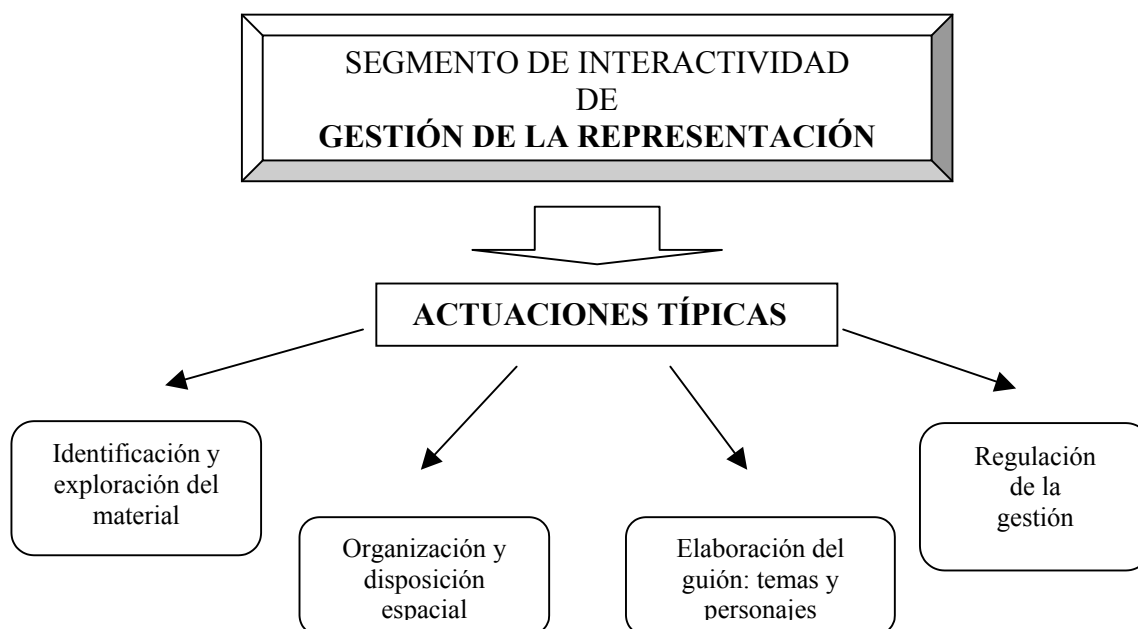 SEGMENTO DE INTERACTIVIDAD
DE
GESTIÓN DE LA REPRESENTACIÓN
ACTUACIONES TÍPICAS
Identificación y
exploración del
material
Organización y
disposición
espacial
Elaboración del
guión: temas y
personajes
Regulación
de la
gestión